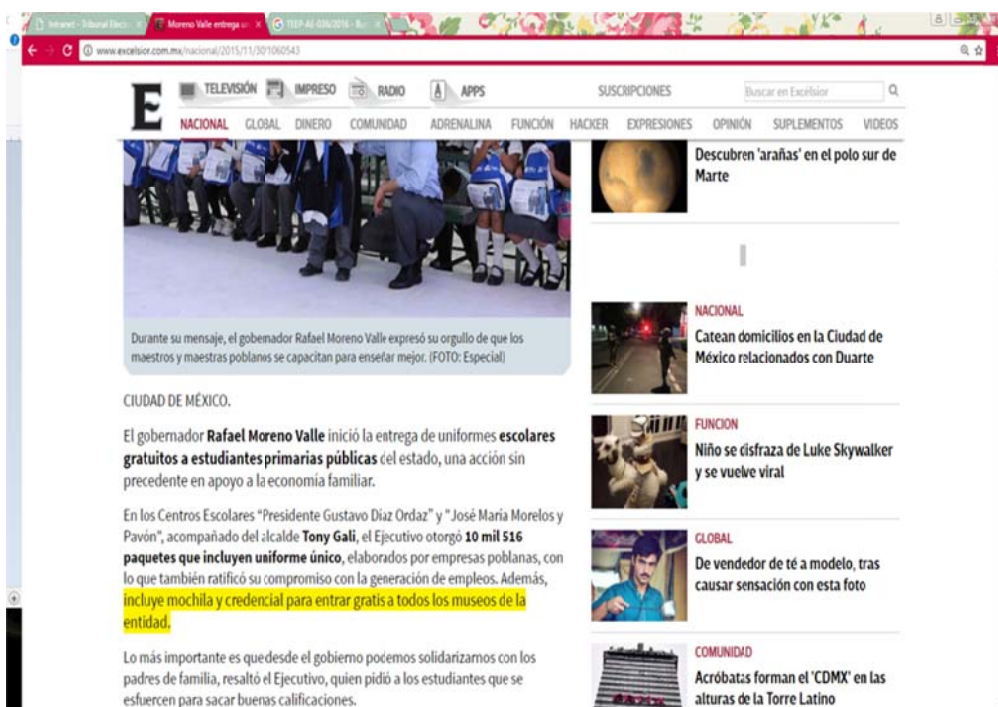 Intranet - Tribunal Elect
Moreno Valle entrega un
TEEP-AE-036/2016 - Bu
www.excelsior.com.mx/nacional/2015/11/301060543
E
TELEVISIÓN
IMPRESO
RADIO
APPS
SUSCRIPCIONES
Buscar en Excélsior
NACIONAL GLOBAL DINERO COMUNIDAD ADRENALINA FUNCIÓN HACKER EXPRESIONES OPINIÓN SUPLEMENTOS VIDEOS
Durante su mensaje, el gobernador Rafael Moreno Valle expresó su orgullo de que los
maestros y maestras poblanos se capacitan para enseñar mejor. (FOTO: Especial)
CIUDAD DE MÉXICO.
El gobernador Rafael Moreno Valle inició la entrega de uniformes escolares
gratuitos a estudiantes primarias públicas del estado, una acción sin
precedente en apoyo a la economía familiar.
En los Centros Escolares “Presidente Gustavo Díaz Ordaz” y "José María Morelos y
Pavón", acompañado del alcalde Tony Gali, el Ejecutivo otorgó 10 mil 516
paquetes que incluyen uniforme único, elaborados por empresas poblanas, con
lo que también ratificó su compromiso con la generación de empleos. Además,
incluye mochila y credencial para entrar gratis a todos los museos de la
entidad.
Lo más importante es que desde el gobierno podemos solidarizarnos con los
padres de familia, resaltó el Ejecutivo, quien pidió a los estudiantes que se
esfuercen para sacar buenas calificaciones.
Descubren 'arañas' en el polo sur de
Marte
NACIONAL
Catean domicilios en la Ciudad de
México relacionados con Duarte
FUNCION
Niño se disfraza de Luke Skywalker
y se vuelve viral
GLOBAL
De vendedor de té a modelo, tras
causar sensación con esta foto
COMUNIDAD
Acróbatas forman el 'CDMX' en las
alturas de la Torre Latino